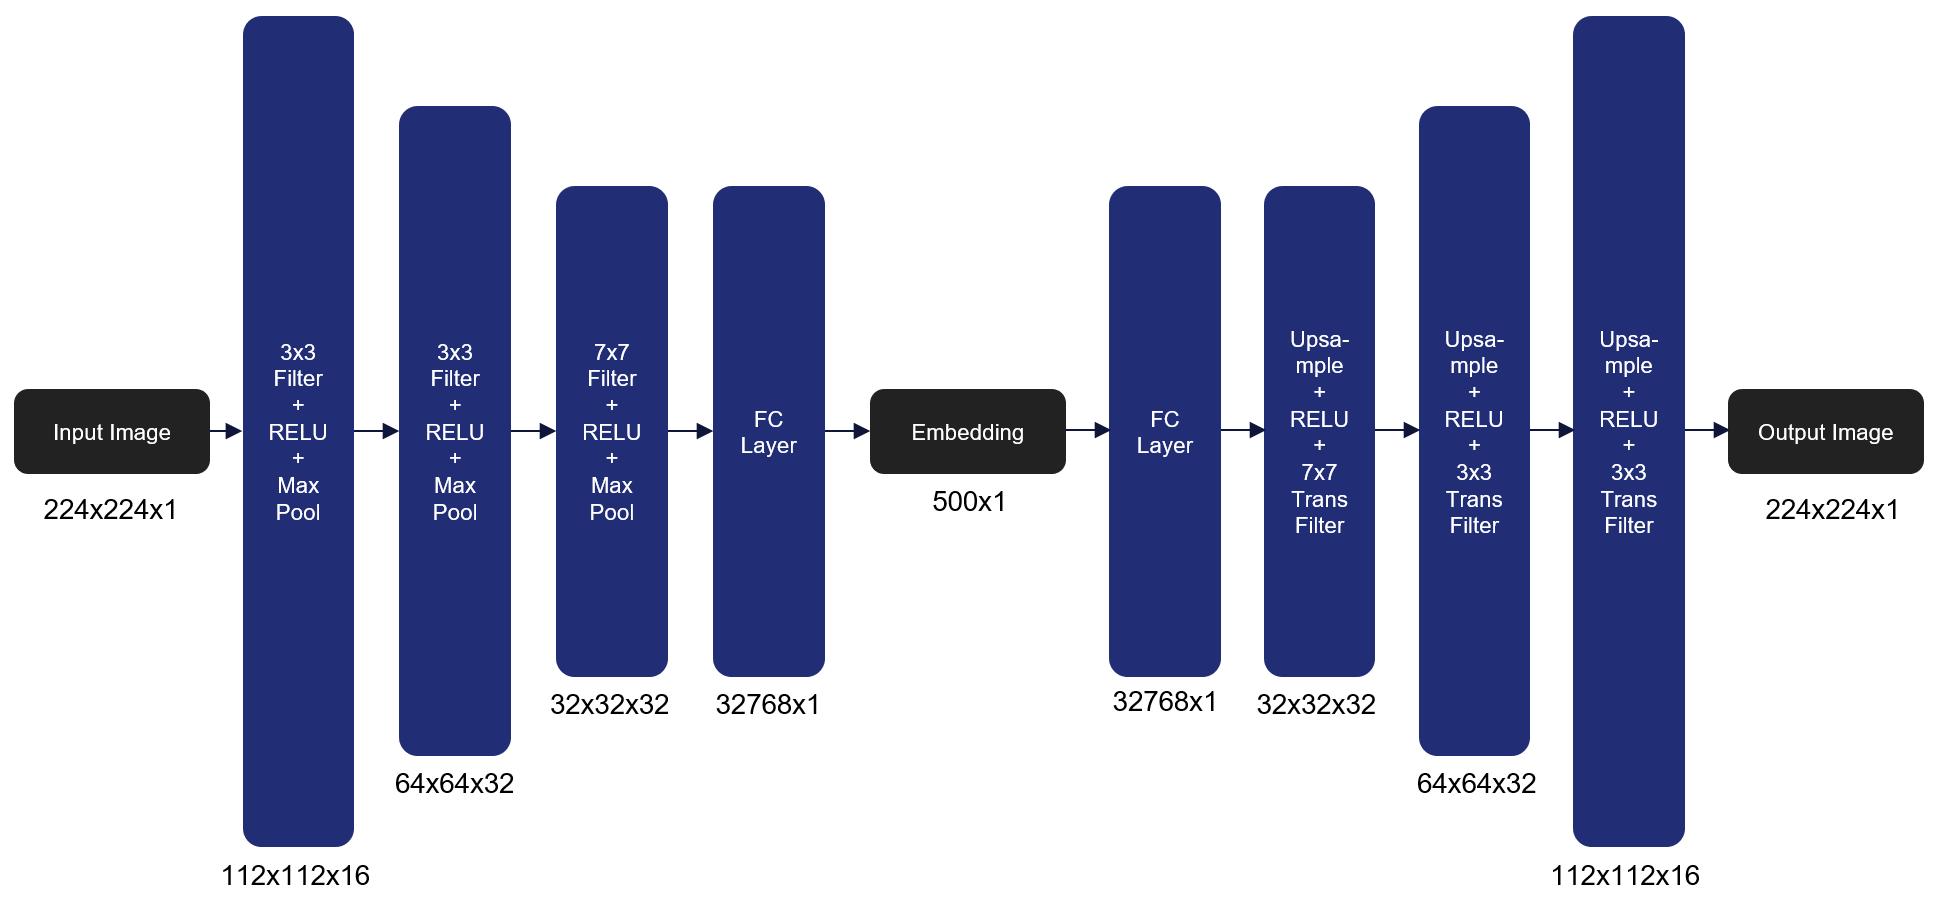 Input Image
224x224x1
3x3
Filter
+
RELU
+
Max
Pool
112x112x16
3x3
Filter
+
RELU
+
Max
Pool
64x64x32
7x7
Filter
+
RELU
+
Max
Pool
32x32x32
FC
Layer
32768x1
Embedding
500x1
FC
Layer
32768x1
Upsa-
mple
+
RELU
+
7x7
Trans
Filter
32x32x32
Upsa-
mple
+
RELU
+
3x3
Trans
Filter
64x64x32
Upsa-
mple
+
RELU
+
3x3
Trans
Filter
112x112x16
Output Image
224x224x1